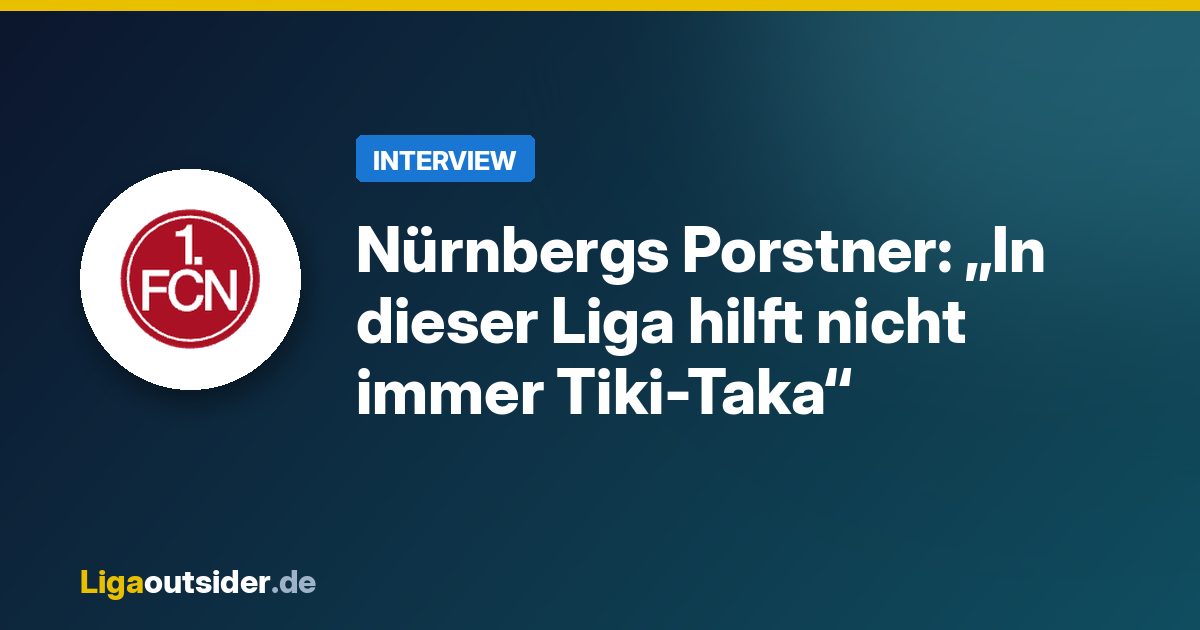 INTERVIEW
1.
FCN
Nürnbergs Porstner: „In
dieser Liga hilft nicht
immer Tiki-Taka“
Ligaoutsider.de